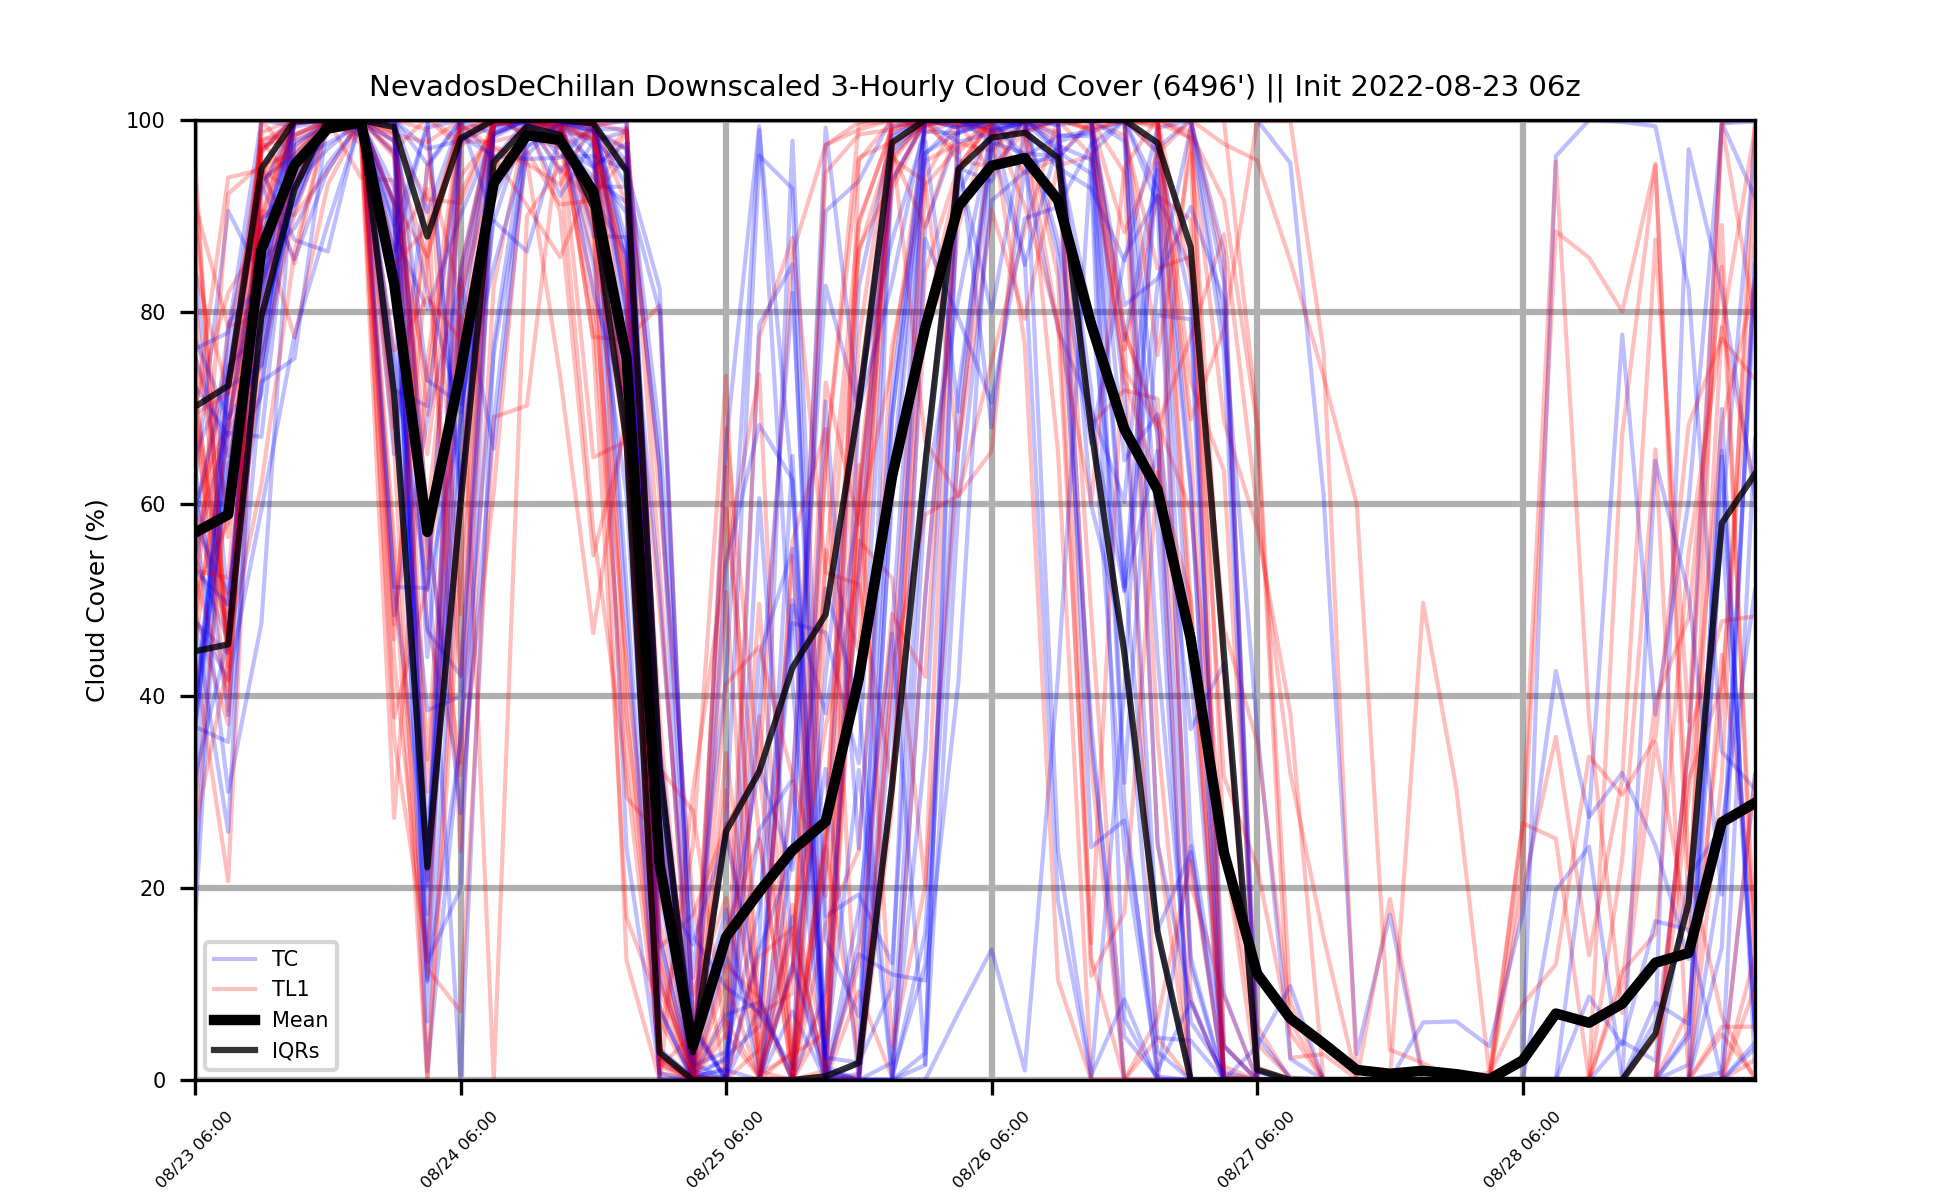 NevadosDeChillan Downscaled 3-Hourly Cloud Cover (6496') || Init 2022-08-23 06z
Cloud Cover (%)
100
80
60
40
20
0
TC
TL1
Mean
IQRs
08/23 06:00
08/24 06:00
08/25 06:00
08/26 06:00
08/27 06:00
08/28 06:00